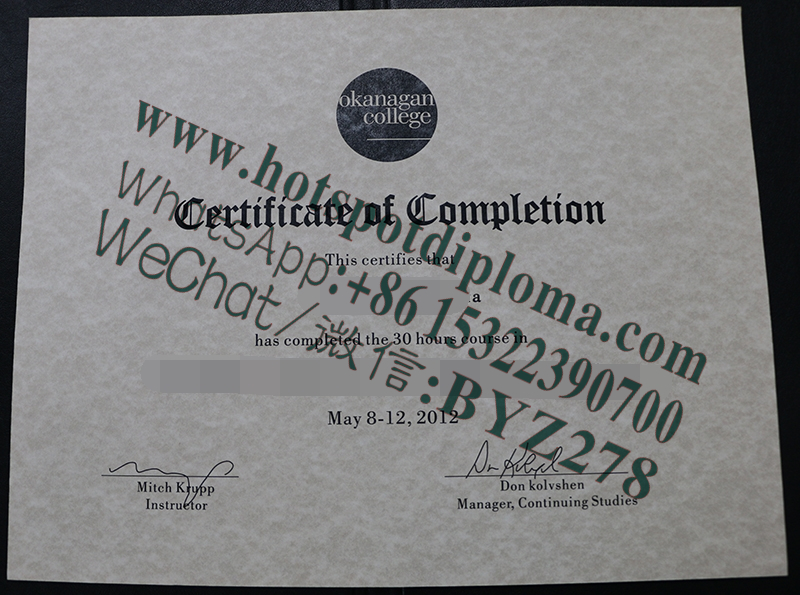 okanagan
college
Certificate of Completion
This certifies that
a
has completed the 30 hours course in
May 8-12, 2012
Mitch Krupp
Instructor
Don kolvshen
Manager, Continuing Studies
www.hotspotdiploma.com
WhatsApp:+86 15322390700
WeChat/微信:BYZ278